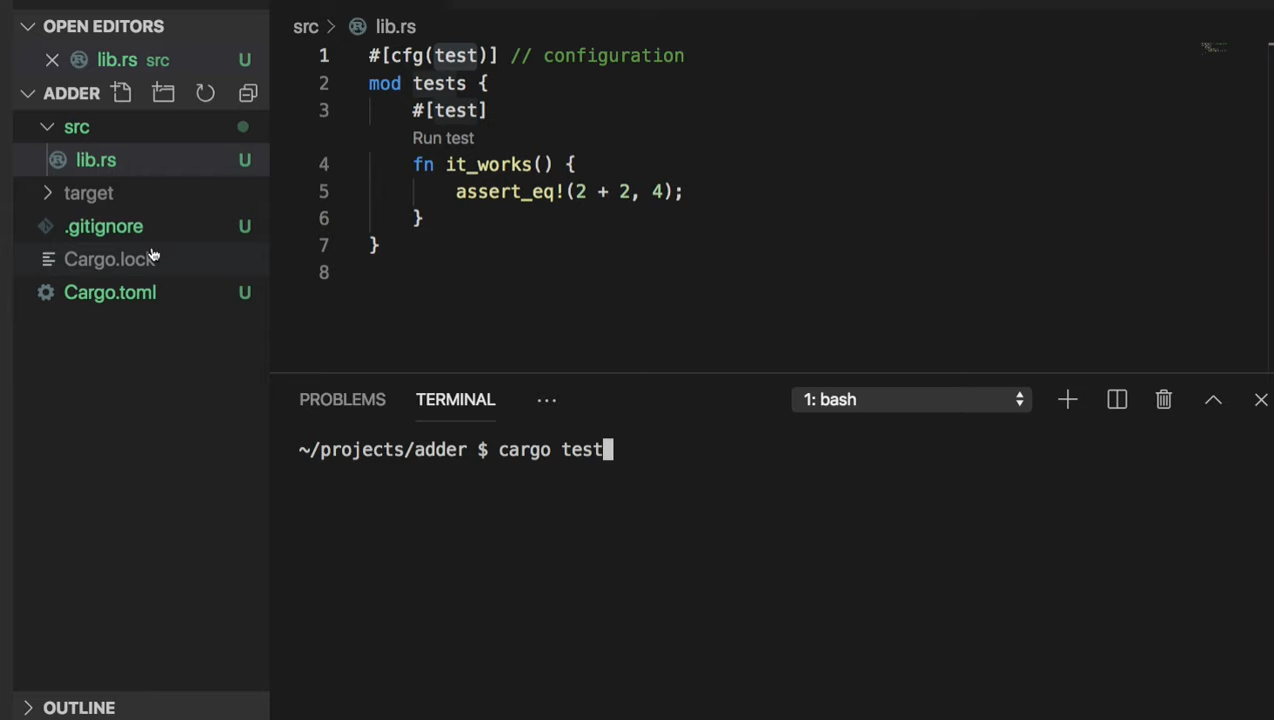 OPEN EDITORS
lib.rs src U
ADDER
src
lib.rs U
target
.gitignore U
Cargo.lock
Cargo.toml U
OUTLINE
src > lib.rs
1 #[cfg(test)] // configuration
2 mod tests {
3 #[test]
Run test
4 fn it_works() {
5 assert_eq!(2 + 2, 4);
6 }
7 }
8
PROBLEMS TERMINAL ··· 1: bash
~/projects/adder $ cargo test